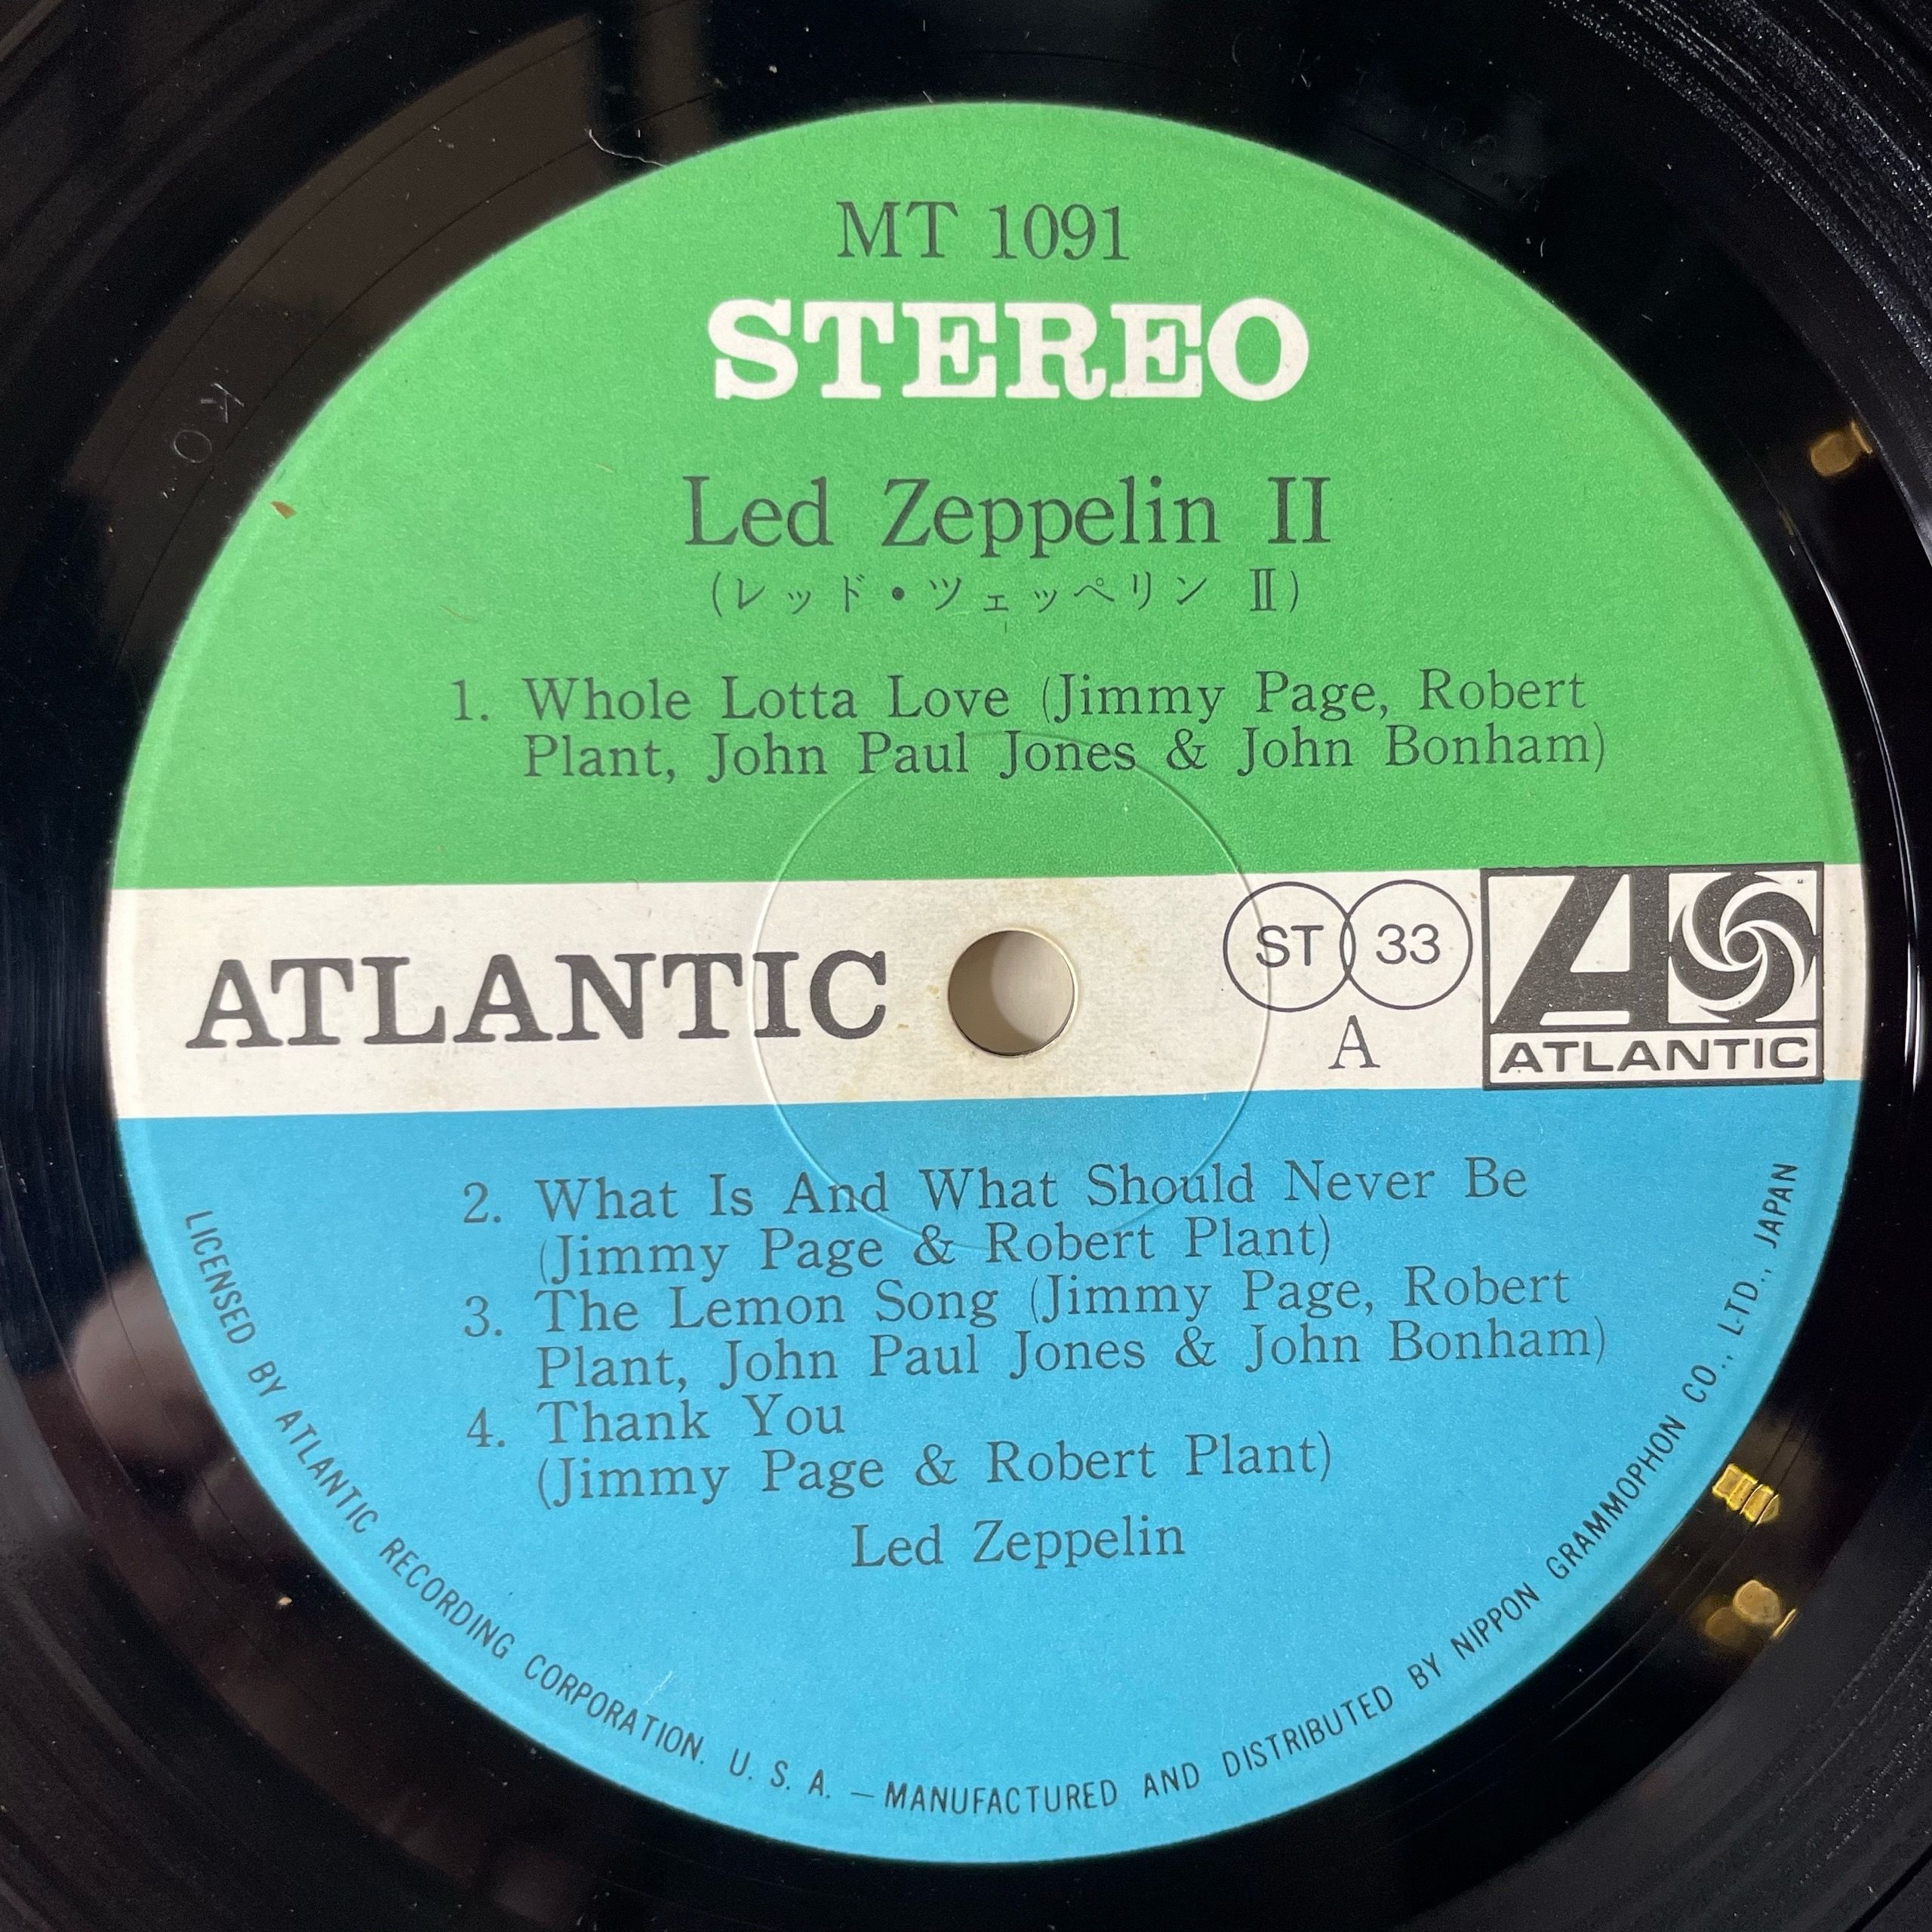 MT 1091
STEREO
Led Zeppelin II
(レッド・ツェッペリン Ⅱ)
1. Whole Lotta Love (Jimmy Page, Robert
Plant, John Paul Jones & John Bonham)
ATLANTIC
ST 33
A
ATLANTIC
2. What Is And What Should Never Be
(Jimmy Page & Robert Plant)
3. The Lemon Song (Jimmy Page, Robert
Plant, John Paul Jones & John Bonham)
4. Thank You
(Jimmy Page & Robert Plant)
Led Zeppelin
LICENSED BY ATLANTIC RECORDING CORPORATION. U. S. A. — MANUFACTURED AND DISTRIBUTED BY NIPPON GRAMMOPHON CO., LTD., JAPAN
KO